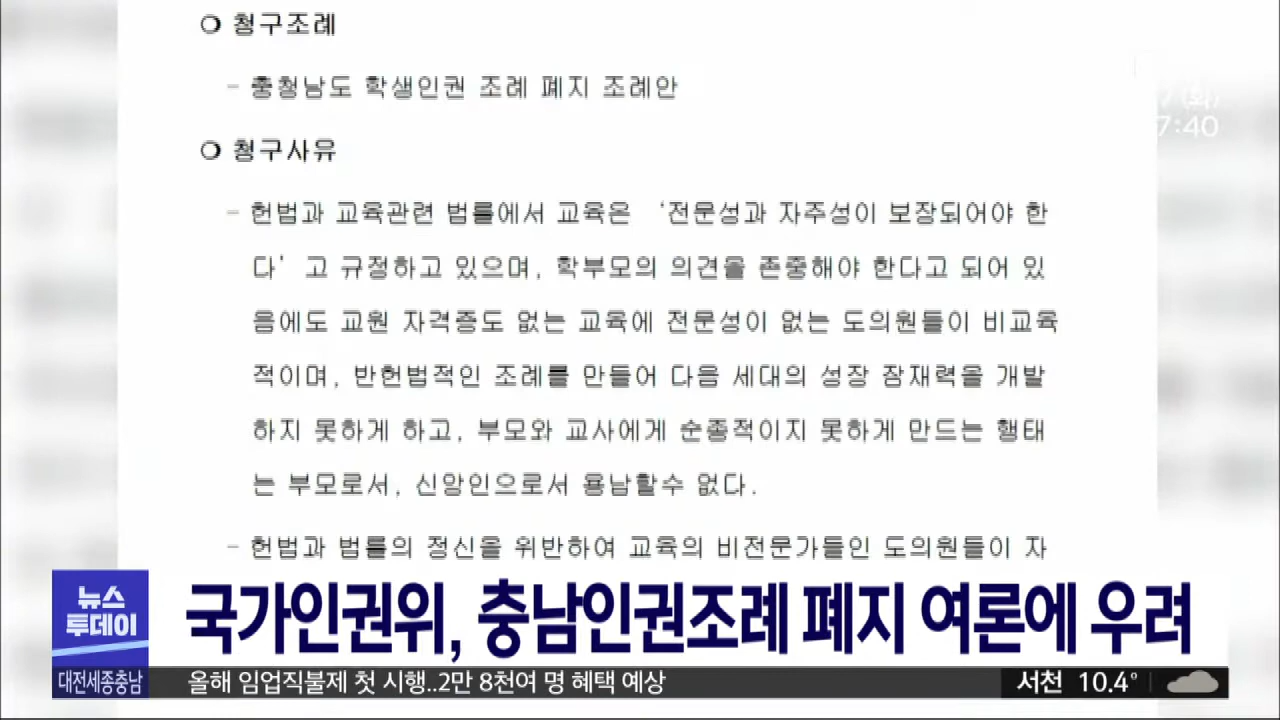 ❍ 청구조례
- 충청남도 학생인권 조례 폐지 조례안
❍ 청구사유
- 헌법과 교육관련 법률에서 교육은 ‘전문성과 자주성이 보장되어야 한
다’ 고 규정하고 있으며, 학부모의 의견을 존중해야 한다고 되어 있
음에도 교원 자격증도 없는 교육에 전문성이 없는 도의원들이 비교육
적이며, 반헌법적인 조례를 만들어 다음 세대의 성장 잠재력을 개발
하지 못하게 하고, 부모와 교사에게 순종적이지 못하게 만드는 행태
는 부모로서, 신앙인으로서 용납할수 없다.
- 헌법과 법률의 정신을 위반하여 교육의 비전문가들인 도의원들이 자
7(화)
7:40
뉴스
투데이
대전세종충남
국가인권위, 충남인권조례 폐지 여론에 우려
올해 임업직불제 첫 시행..2만 8천여 명 혜택 예상
서천 10.4°